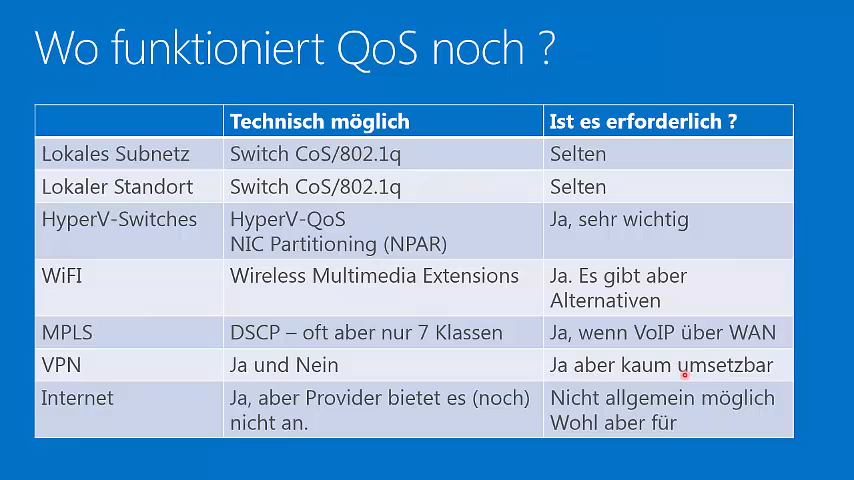 Wo funktioniert QoS noch ?
Technisch möglich Ist es erforderlich ?
Lokales Subnetz Switch CoS/802.1q Selten
Lokaler Standort Switch CoS/802.1q Selten
HyperV-Switches HyperV-QoS Ja, sehr wichtig
NIC Partitioning (NPAR)
WiFI Wireless Multimedia Extensions Ja. Es gibt aber
Alternativen
MPLS DSCP – oft aber nur 7 Klassen Ja, wenn VoIP über WAN
VPN Ja und Nein Ja aber kaum umsetzbar
Internet Ja, aber Provider bietet es (noch) Nicht allgemein möglich
nicht an. Wohl aber für